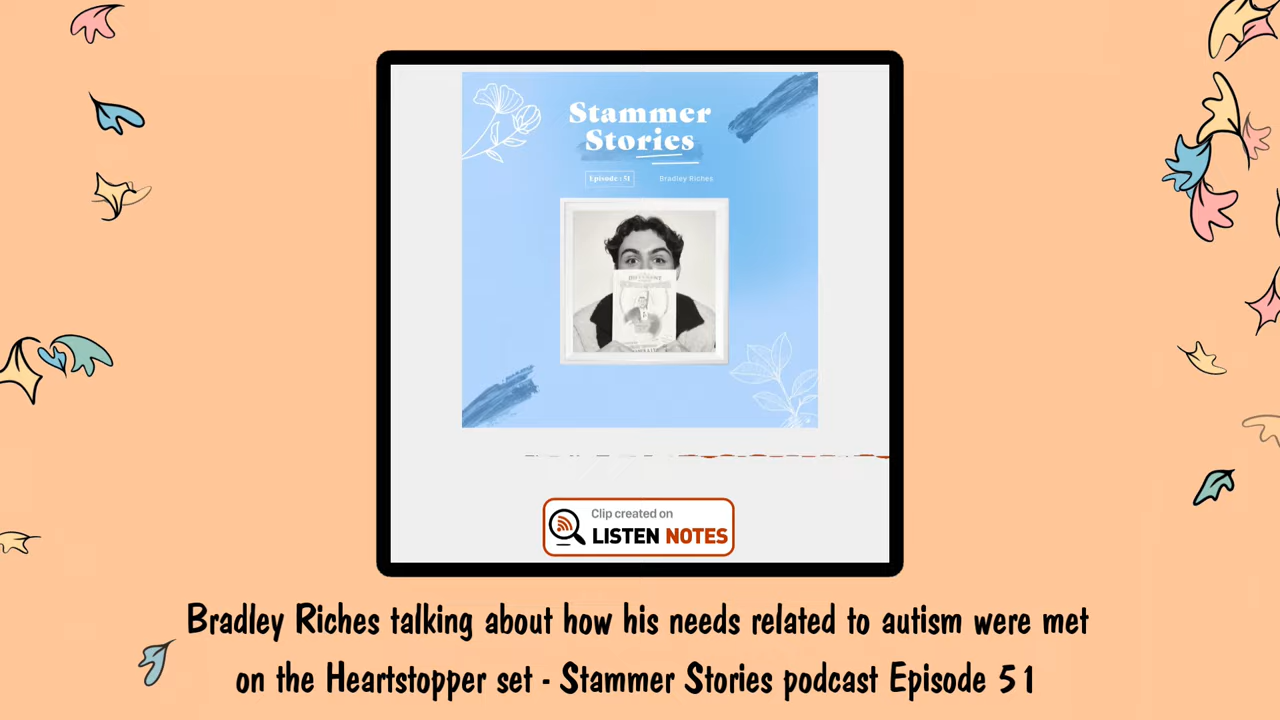 Stammer
Stories
Episode : 51
Bradley Riches
Clip created on
LISTEN NOTES
Bradley Riches talking about how his needs related to autism were met
on the Heartstopper set - Stammer Stories podcast Episode 51